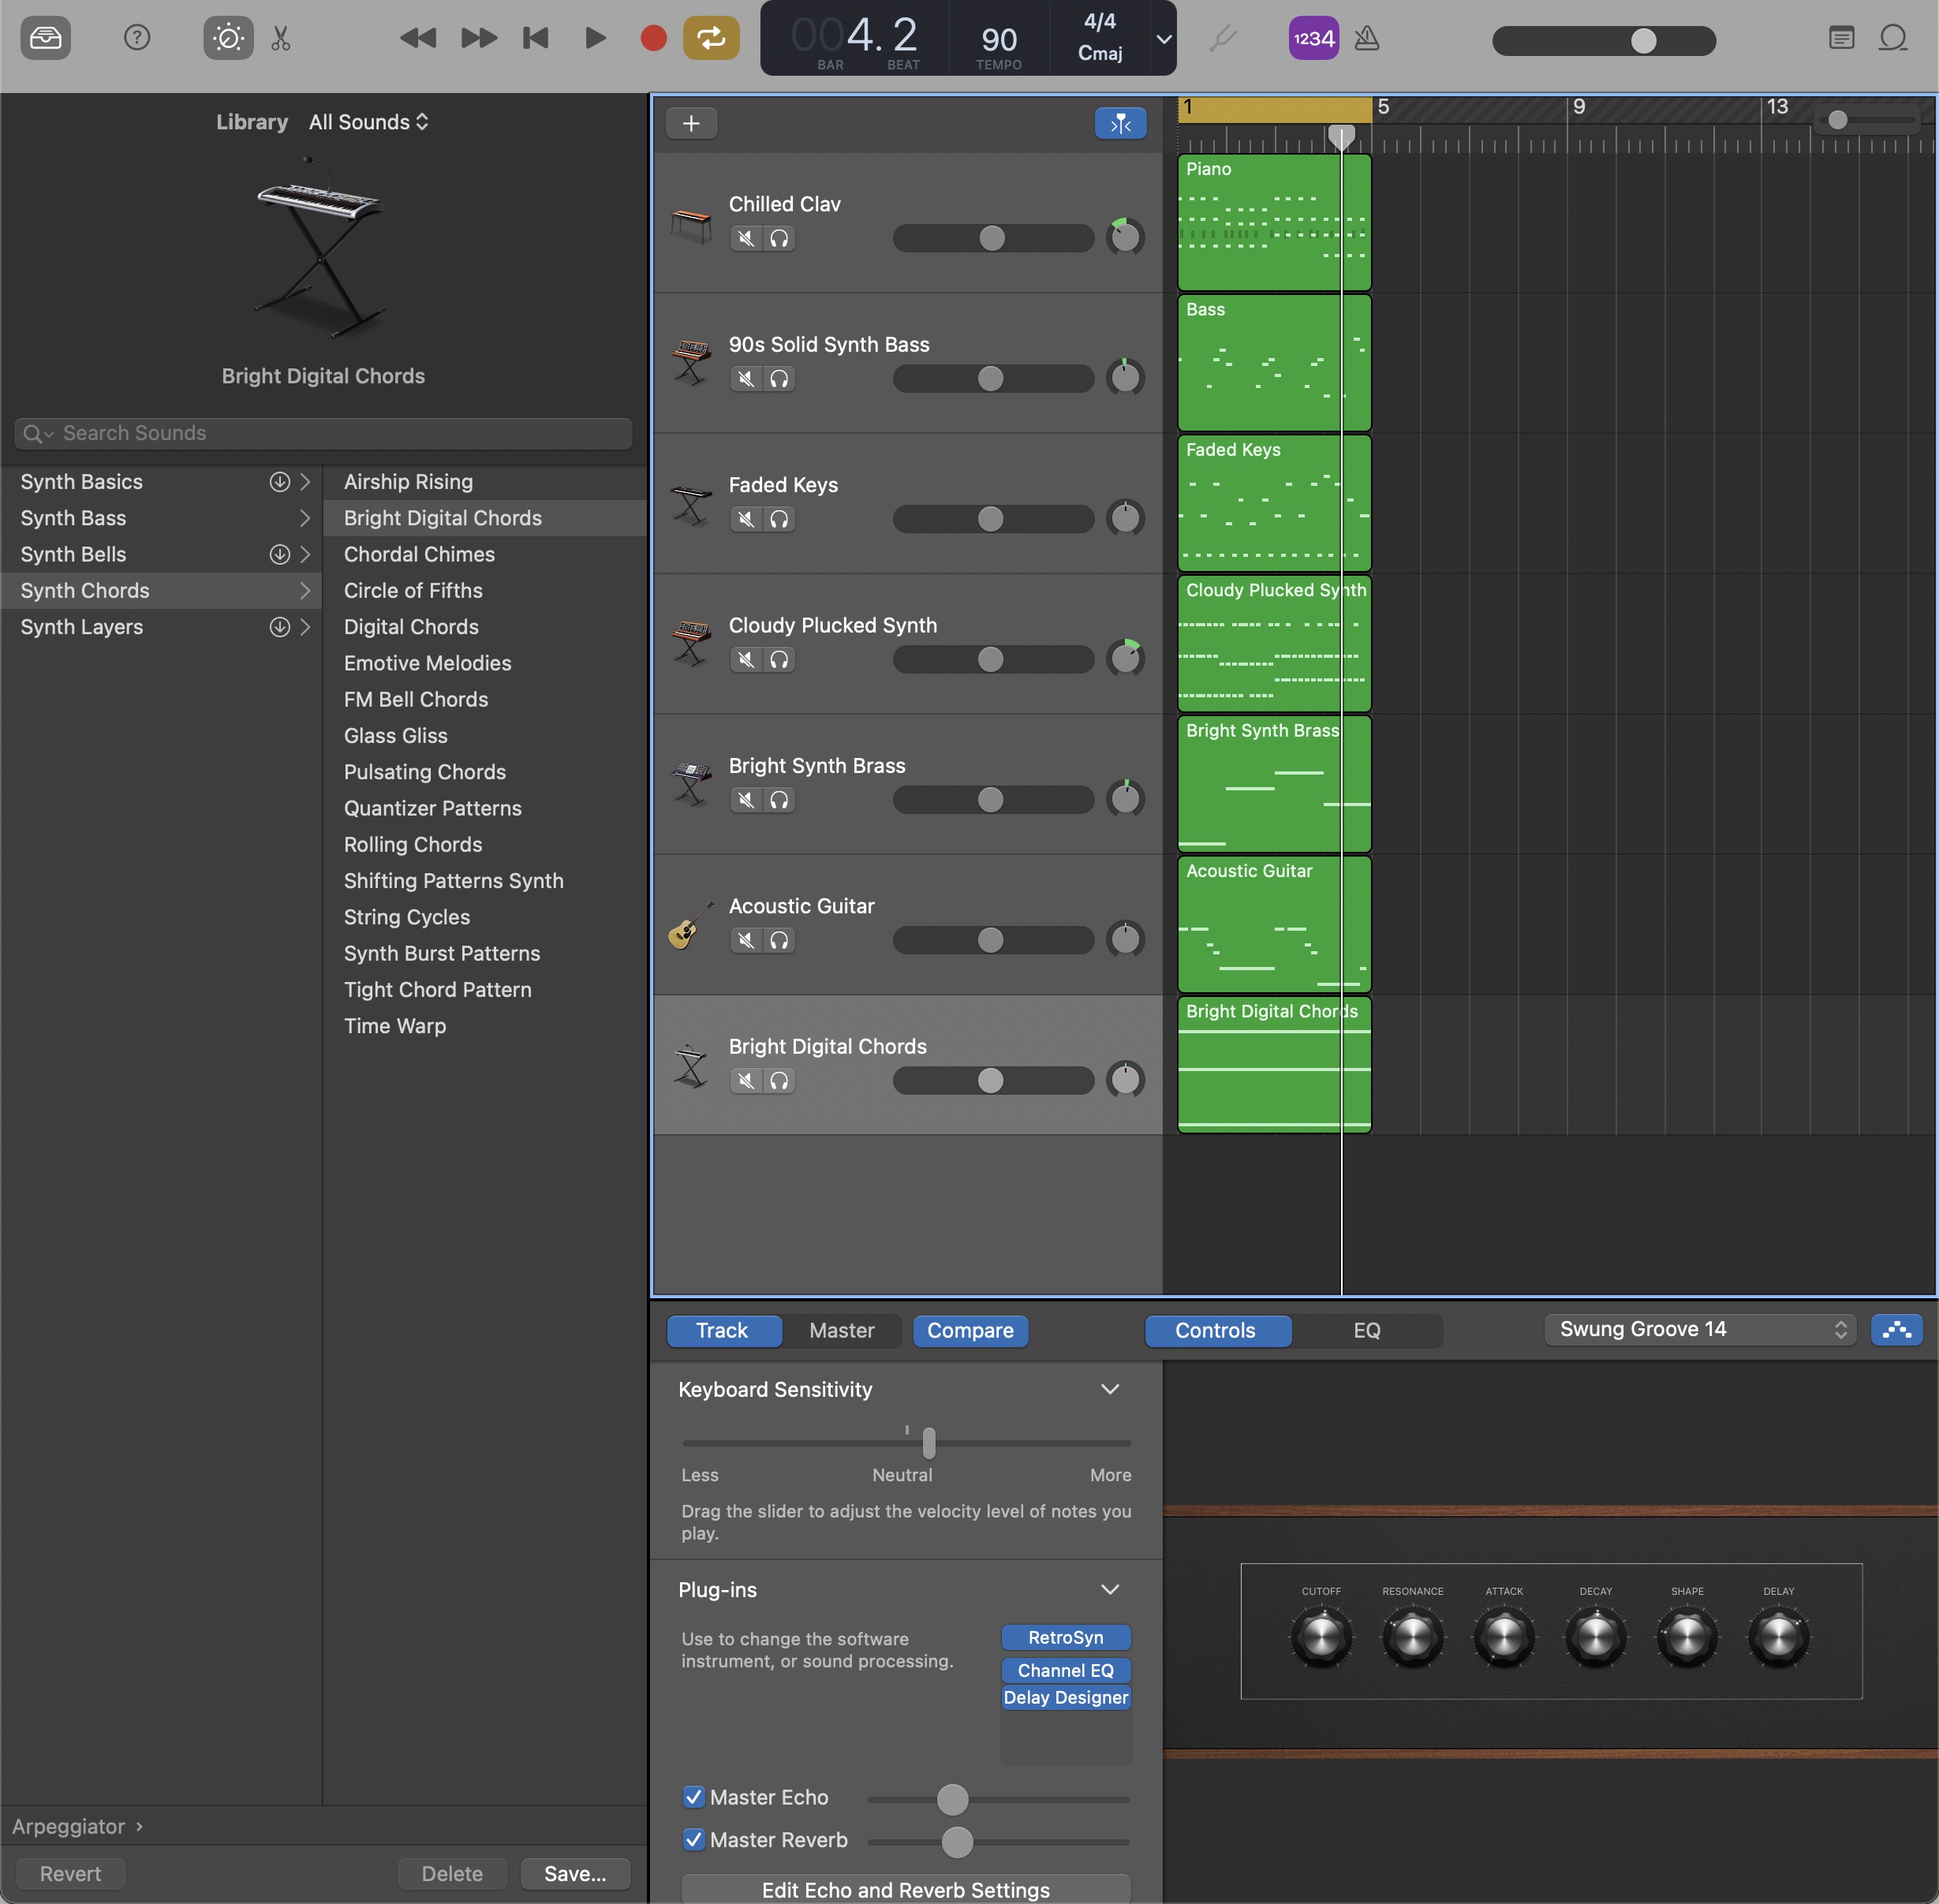 004. 2
BAR BEAT
90
TEMPO
4/4
Cmaj
1234
Library All Sounds
Bright Digital Chords
Search Sounds
Synth Basics
Synth Bass
Synth Bells
Synth Chords
Synth Layers
Airship Rising
Bright Digital Chords
Chordal Chimes
Circle of Fifths
Digital Chords
Emotive Melodies
FM Bell Chords
Glass Gliss
Pulsating Chords
Quantizer Patterns
Rolling Chords
Shifting Patterns Synth
String Cycles
Synth Burst Patterns
Tight Chord Pattern
Time Warp
Arpeggiator
Revert Delete Save...
1 5 9 13
Chilled Clav
Piano
90s Solid Synth Bass
Bass
Faded Keys
Faded Keys
Cloudy Plucked Synth
Cloudy Plucked Synth
Bright Synth Brass
Bright Synth Brass
Acoustic Guitar
Acoustic Guitar
Bright Digital Chords
Bright Digital Chords
Track Master Compare Controls EQ Swung Groove 14
Keyboard Sensitivity
Less Neutral More
Drag the slider to adjust the velocity level of notes you
play.
Plug-ins
Use to change the software
instrument, or sound processing.
RetroSyn
Channel EQ
Delay Designer
Master Echo
Master Reverb
Edit Echo and Reverb Settings
CUTOFF RESONANCE ATTACK DECAY SHAPE DELAY